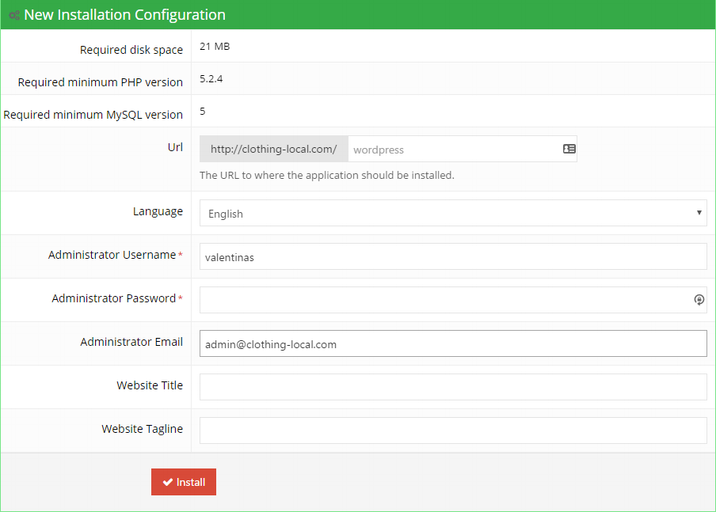 New Installation Configuration
Required disk space 21 MB
Required minimum PHP version 5.2.4
Required minimum MySQL version 5
Url http://clothing-local.com/ wordpress
The URL to where the application should be installed.
Language English
Administrator Username* valentinas
Administrator Password*
Administrator Email admin@clothing-local.com
Website Title
Website Tagline
Install